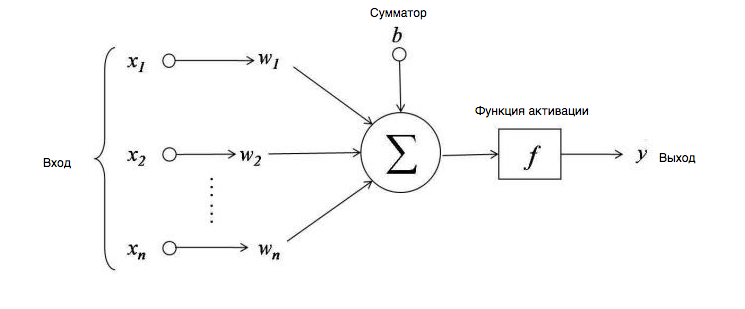 Сумматор
b
x₁ w₁
Функция активации
Вход x₂ w₂ Σ f y Выход
xₙ wₙ